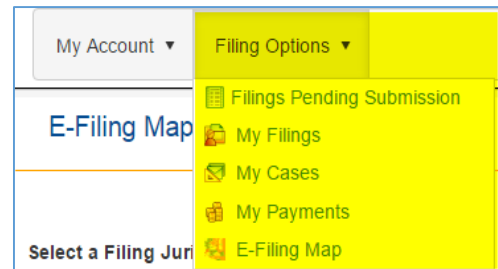 My Account ▼ Filing Options ▼
Filings Pending Submission
E-Filing Map
My Filings
My Cases
My Payments
Select a Filing Juri
E-Filing Map